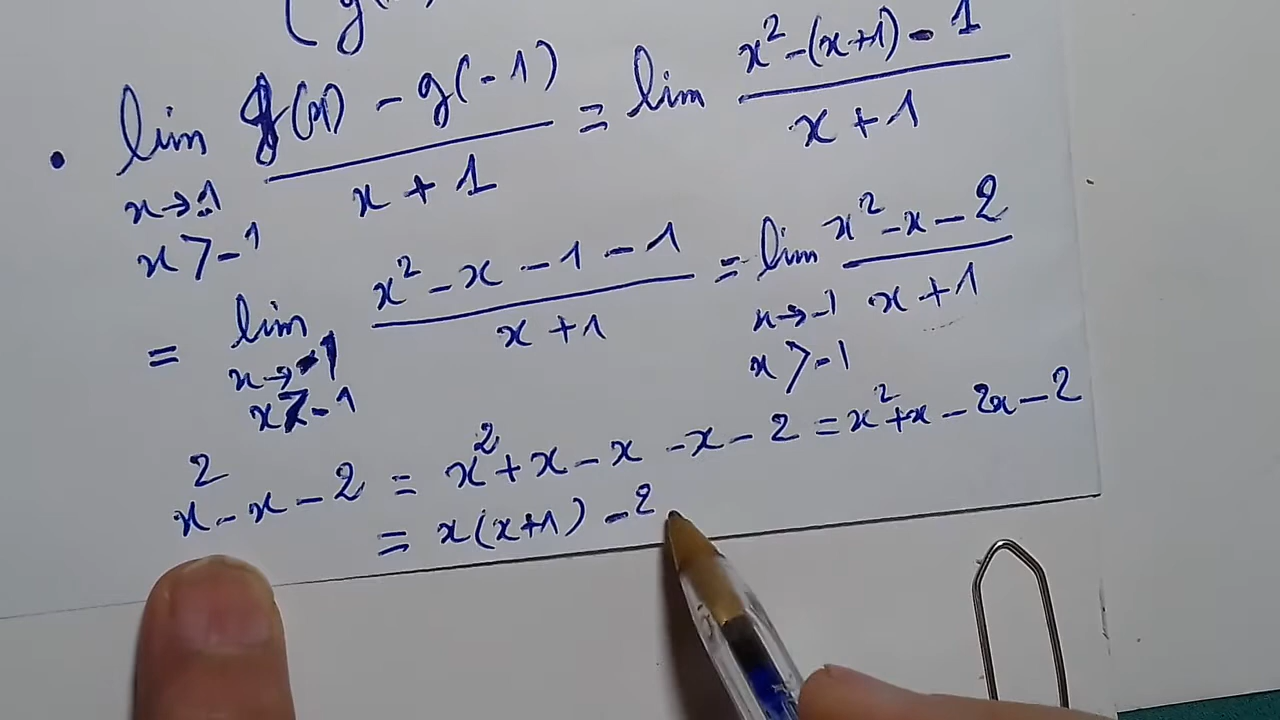 ( g(
• lim g(x) - g(-1) / x + 1 = lim x² - (x+1) - 1 / x + 1
x → -1
x > -1
= lim x² - x - 1 - 1 / x + 1 = lim x² - x - 2 / x + 1
x → -1 x → -1
x > -1 x > -1
x² - x - 2 = x² + x - x - x - 2 = x² + x - 2x - 2
= x(x+1) - 2